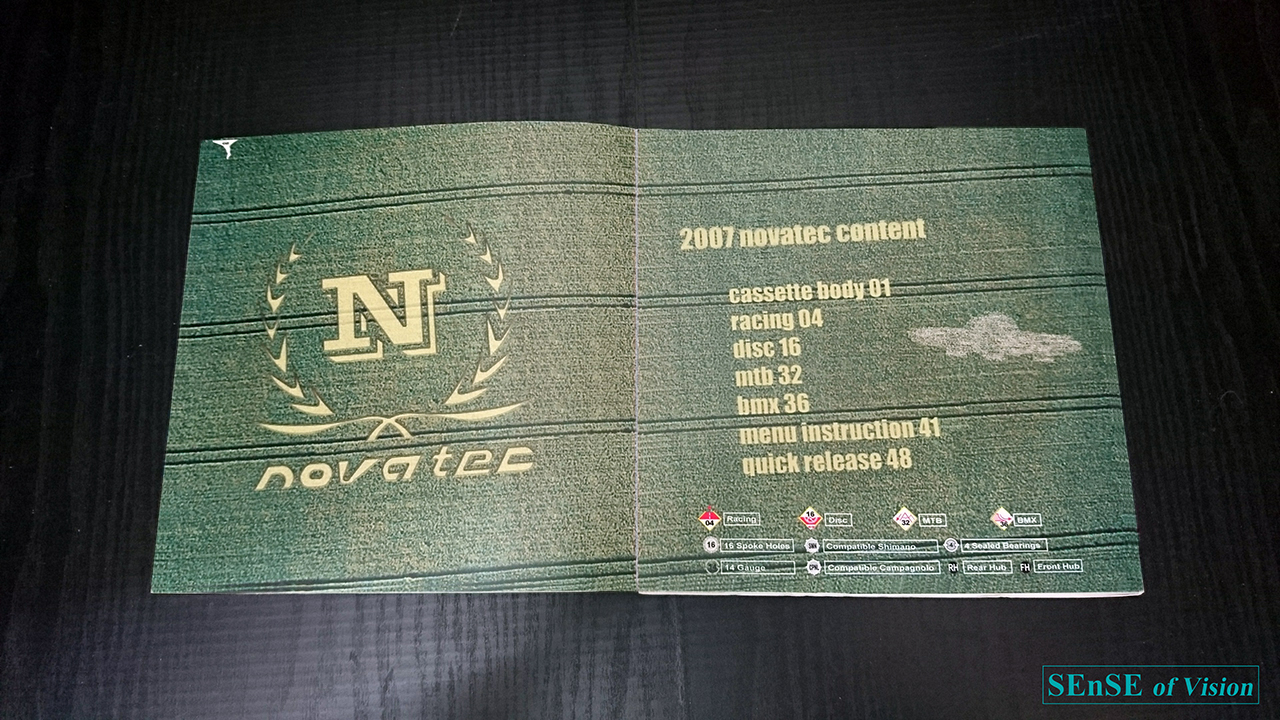 N
novatec
2007 novatec content
cassette body 01
racing 04
disc 16
mtb 32
bmx 36
menu instruction 41
quick release 48
04 Racing 16 Disc 32 MTB 36 BMX
16 16 Spoke Holes Compatible Shimano 4 Sealed Bearings
14 Gauge Compatible Campagnolo RH Rear Hub FH Front Hub
SEnSE of Vision